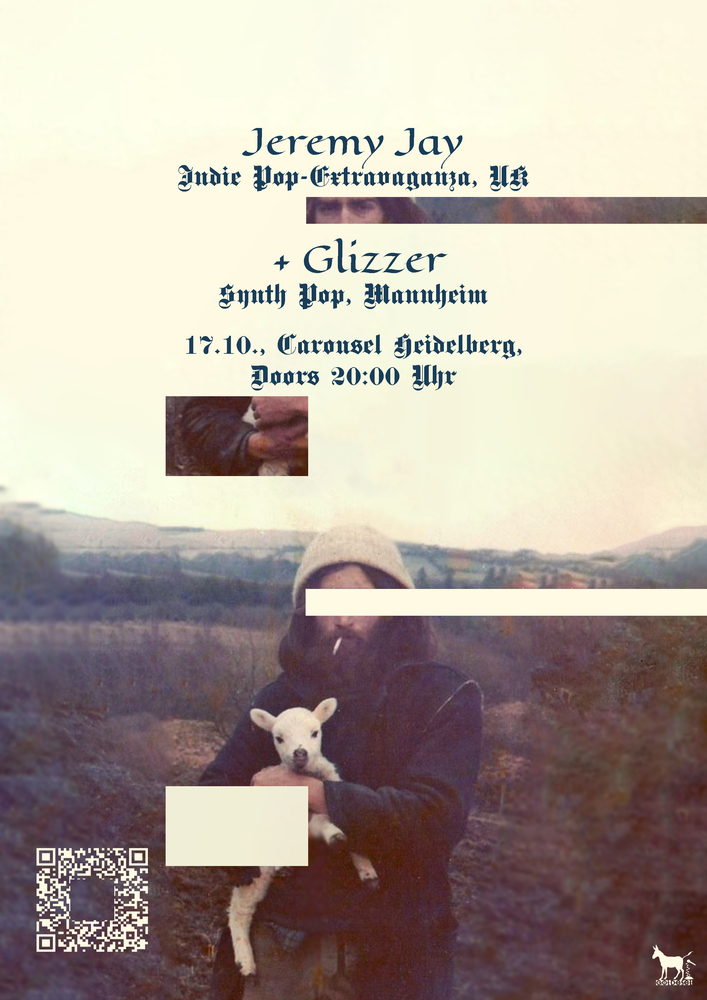 Jeremy Jay
Indie Pop-Extravaganza, UK
+ Glizzer
Synth Pop, Mannheim
17.10., Carousel Heidelberg,
Doors 20:00 Uhr